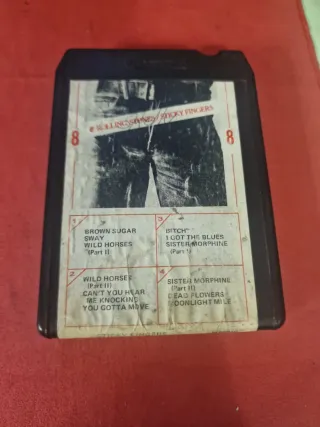 ROLLING STONES / STICKY FINGERS
8 8
1
BROWN SUGAR
SWAY
WILD HORSES
(Part I)
3
BITCH
I GOT THE BLUES
SISTER MORPHINE
(Part I)
2
WILD HORSES
(Part II)
CAN'T YOU HEAR
ME KNOCKING
YOU GOTTA MOVE
4
SISTER MORPHINE
(Part II)
DEAD FLOWERS
MOONLIGHT MILE